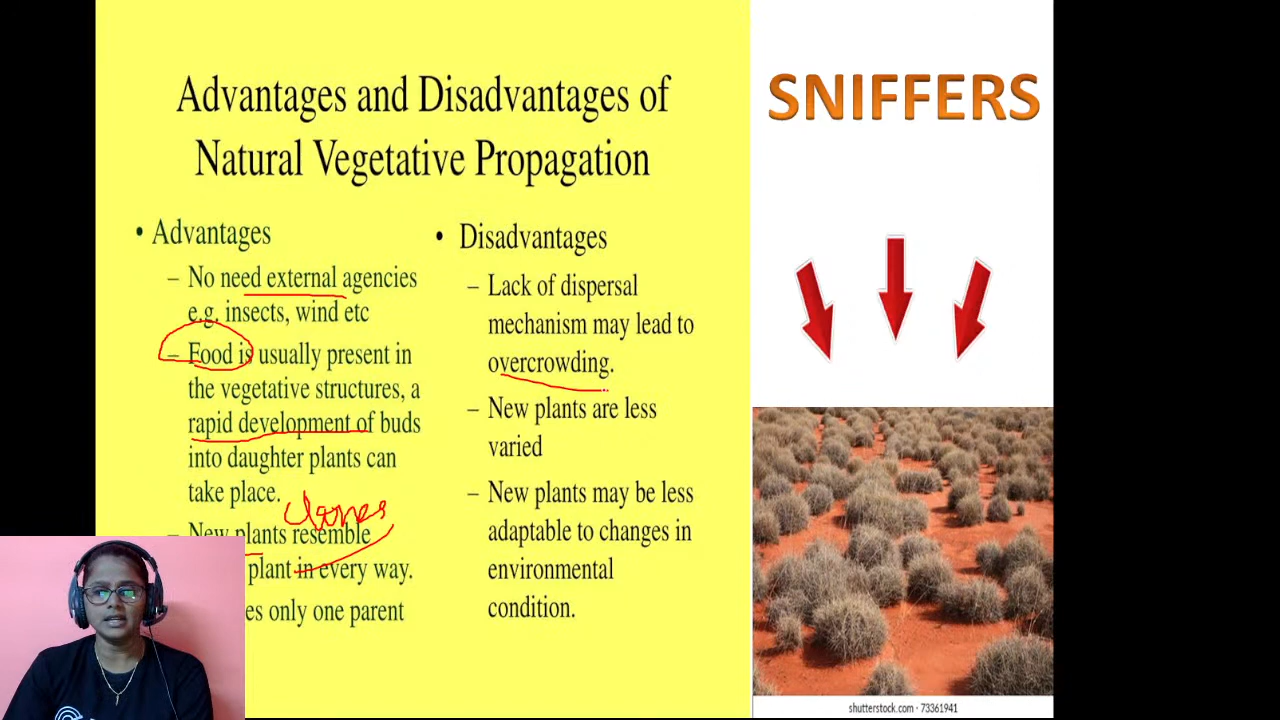 Advantages and Disadvantages of
Natural Vegetative Propagation
• Advantages
– No need external agencies
e.g. insects, wind etc
– Food is usually present in
the vegetative structures, a
rapid development of buds
into daughter plants can
take place.
clones
– New plants resemble
plant in every way.
only one parent
• Disadvantages
– Lack of dispersal
mechanism may lead to
overcrowding.
– New plants are less
varied
– New plants may be less
adaptable to changes in
environmental
condition.
SNIFFERS
shutterstock.com · 73361941